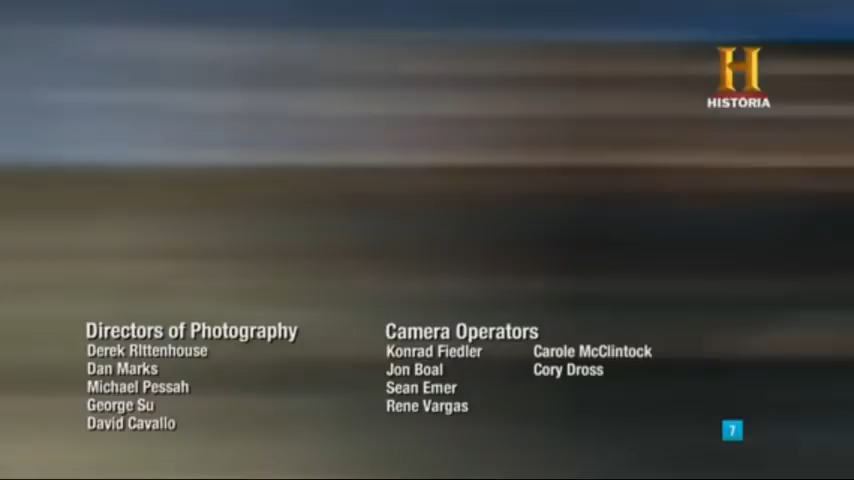 H
HISTORIA
Directors of Photography
Derek RIttenhouse
Dan Marks
Michael Pessah
George Su
David Cavallo
Camera Operators
Konrad Fiedler
Jon Boal
Sean Emer
Rene Vargas
Carole McClintock
Cory Dross
7